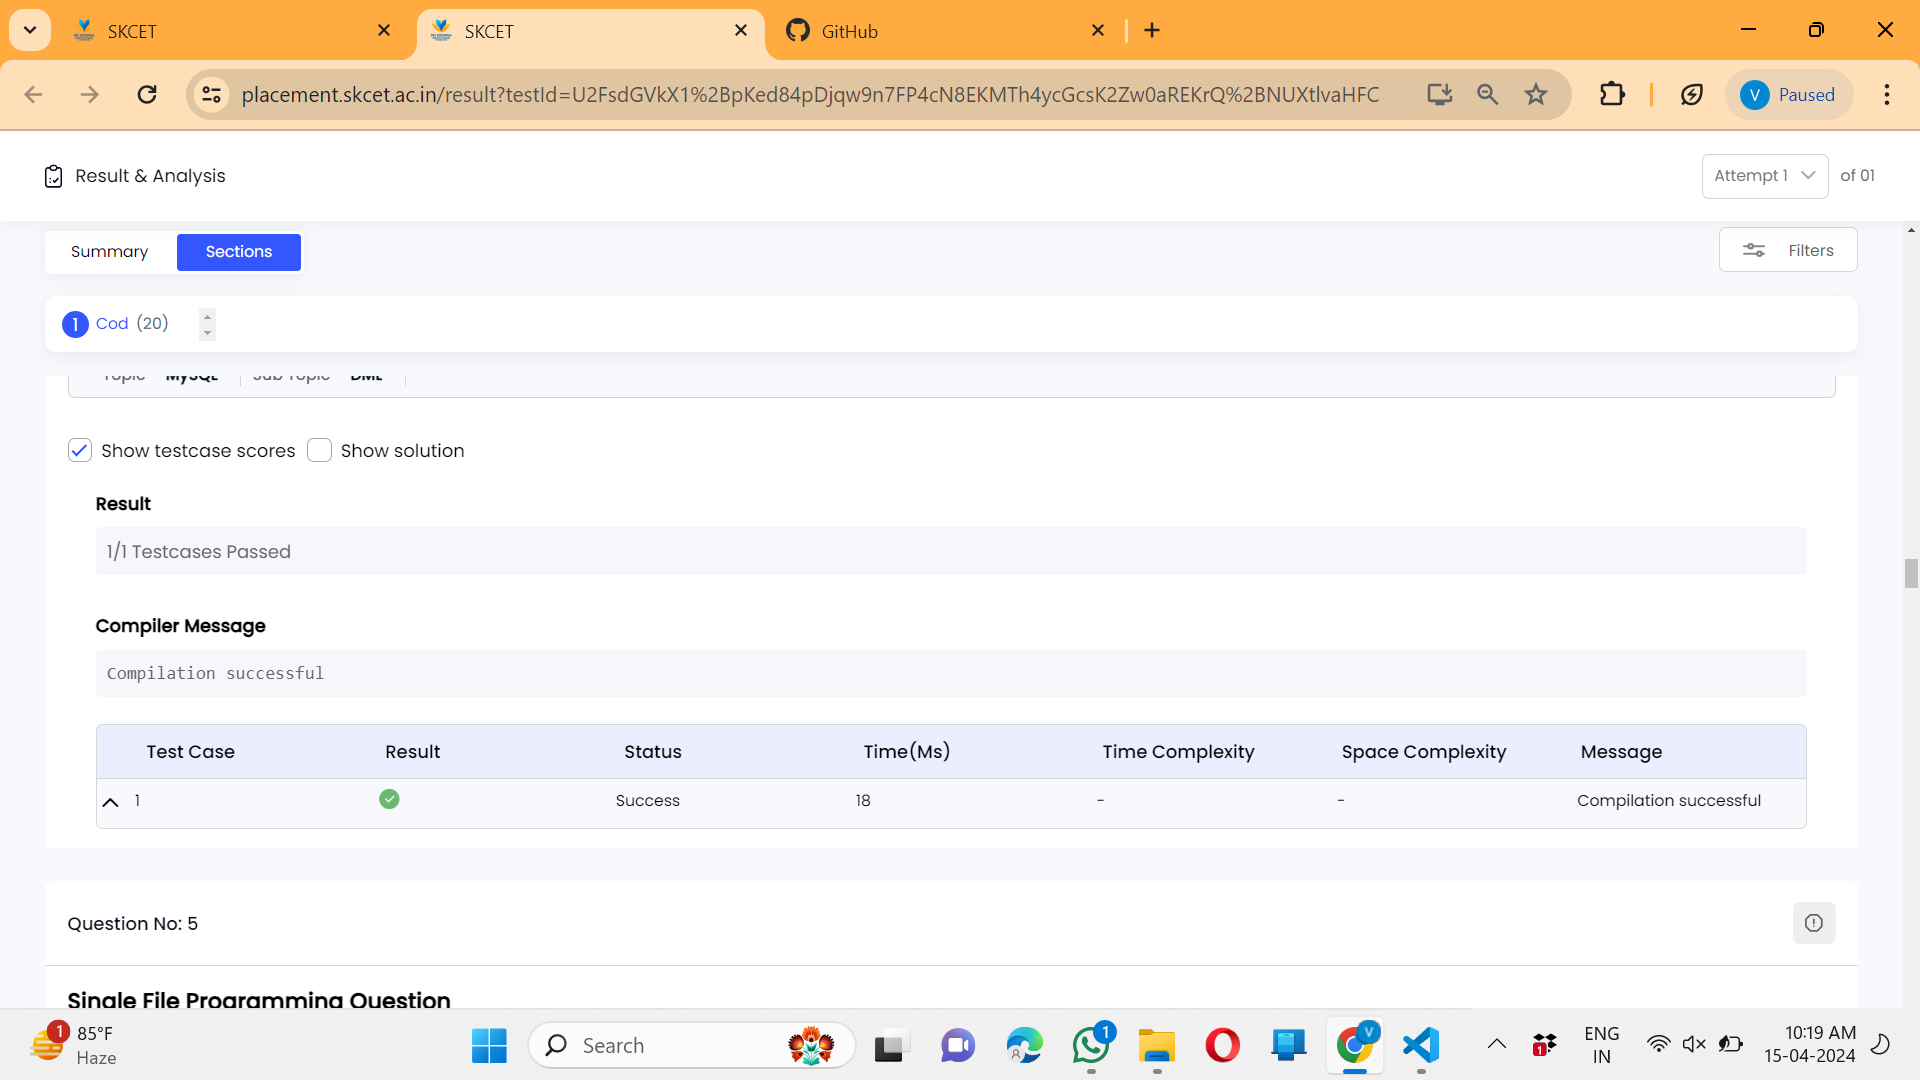 SKCET
SKCET
GitHub
placement.skcet.ac.in/result?testId=U2FsdGVkX1%2BpKed84pDjqw9n7FP4cN8EKMTh4ycGcsK2Zw0aREKrQ%2BNUXtlvaHFC
V Paused
Result & Analysis
Attempt 1 of 01
Summary Sections
Filters
1 Cod (20)
Topic MySQL Sub Topic DML
Show testcase scores Show solution
Result
1/1 Testcases Passed
Compiler Message
Compilation successful
Test Case Result Status Time(Ms) Time Complexity Space Complexity Message
1 Success 18 - - Compilation successful
Question No: 5
Single File Programming Question
1 85°F
Haze
Search
1
V
1
ENG
IN
10:19 AM
15-04-2024